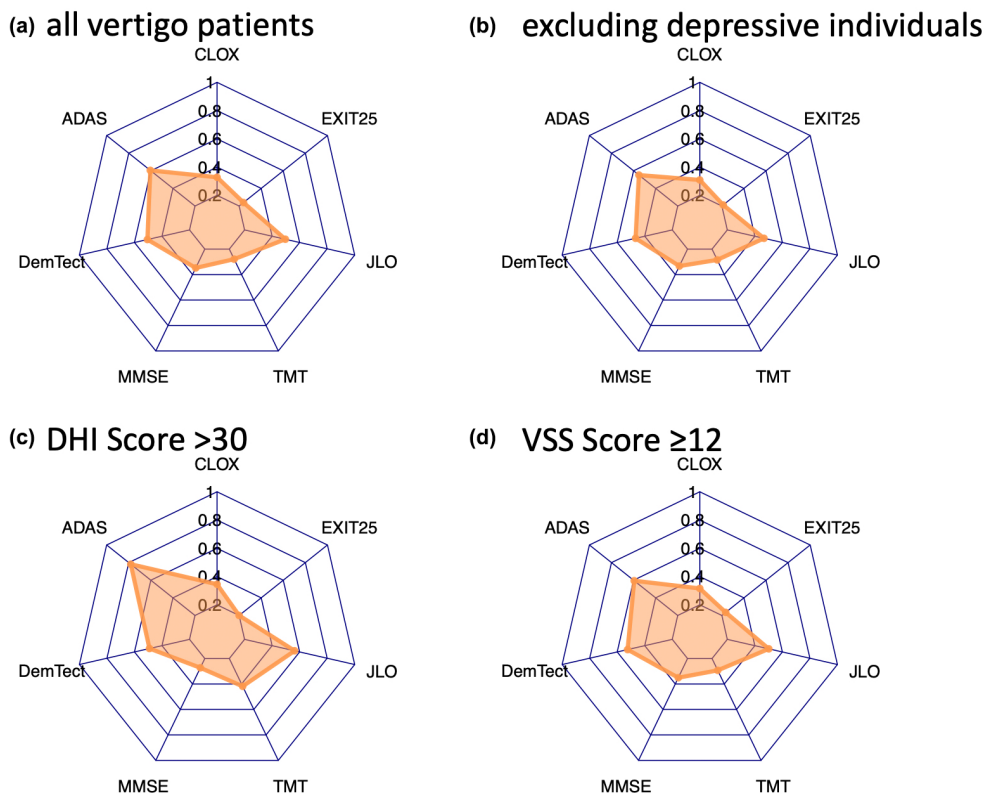 (a) all vertigo patients
CLOX
1
0.8
0.6
0.4
0.2
EXIT25
JLO
TMT
MMSE
DemTect
ADAS
(b) excluding depressive individuals
CLOX
1
0.8
0.6
0.4
0.2
EXIT25
JLO
TMT
MMSE
DemTect
ADAS
(c) DHI Score >30
CLOX
1
0.8
0.6
0.4
0.2
EXIT25
JLO
TMT
MMSE
DemTect
ADAS
(d) VSS Score ≥12
CLOX
1
0.8
0.6
0.4
0.2
EXIT25
JLO
TMT
MMSE
DemTect
ADAS